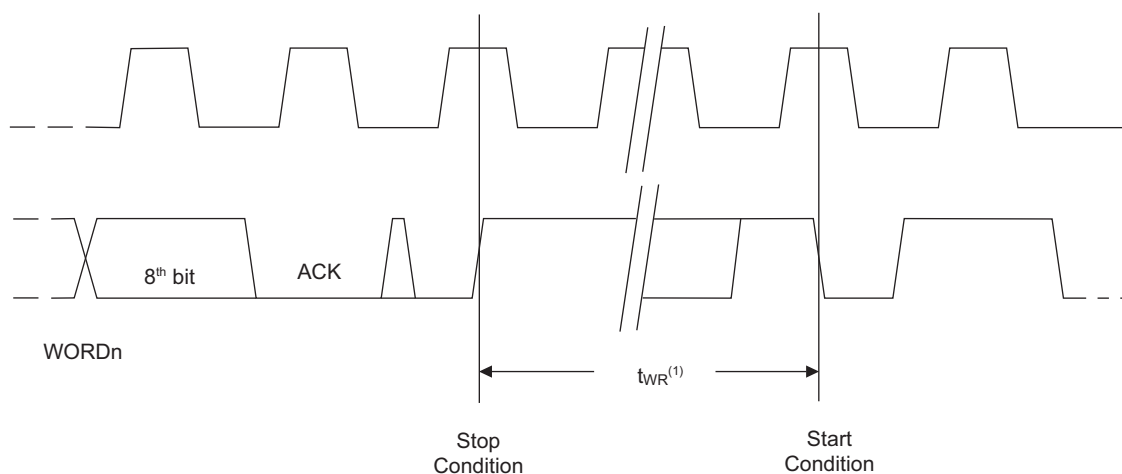 8th bit
ACK
WORDn
tWR(1)
Stop
Condition
Start
Condition